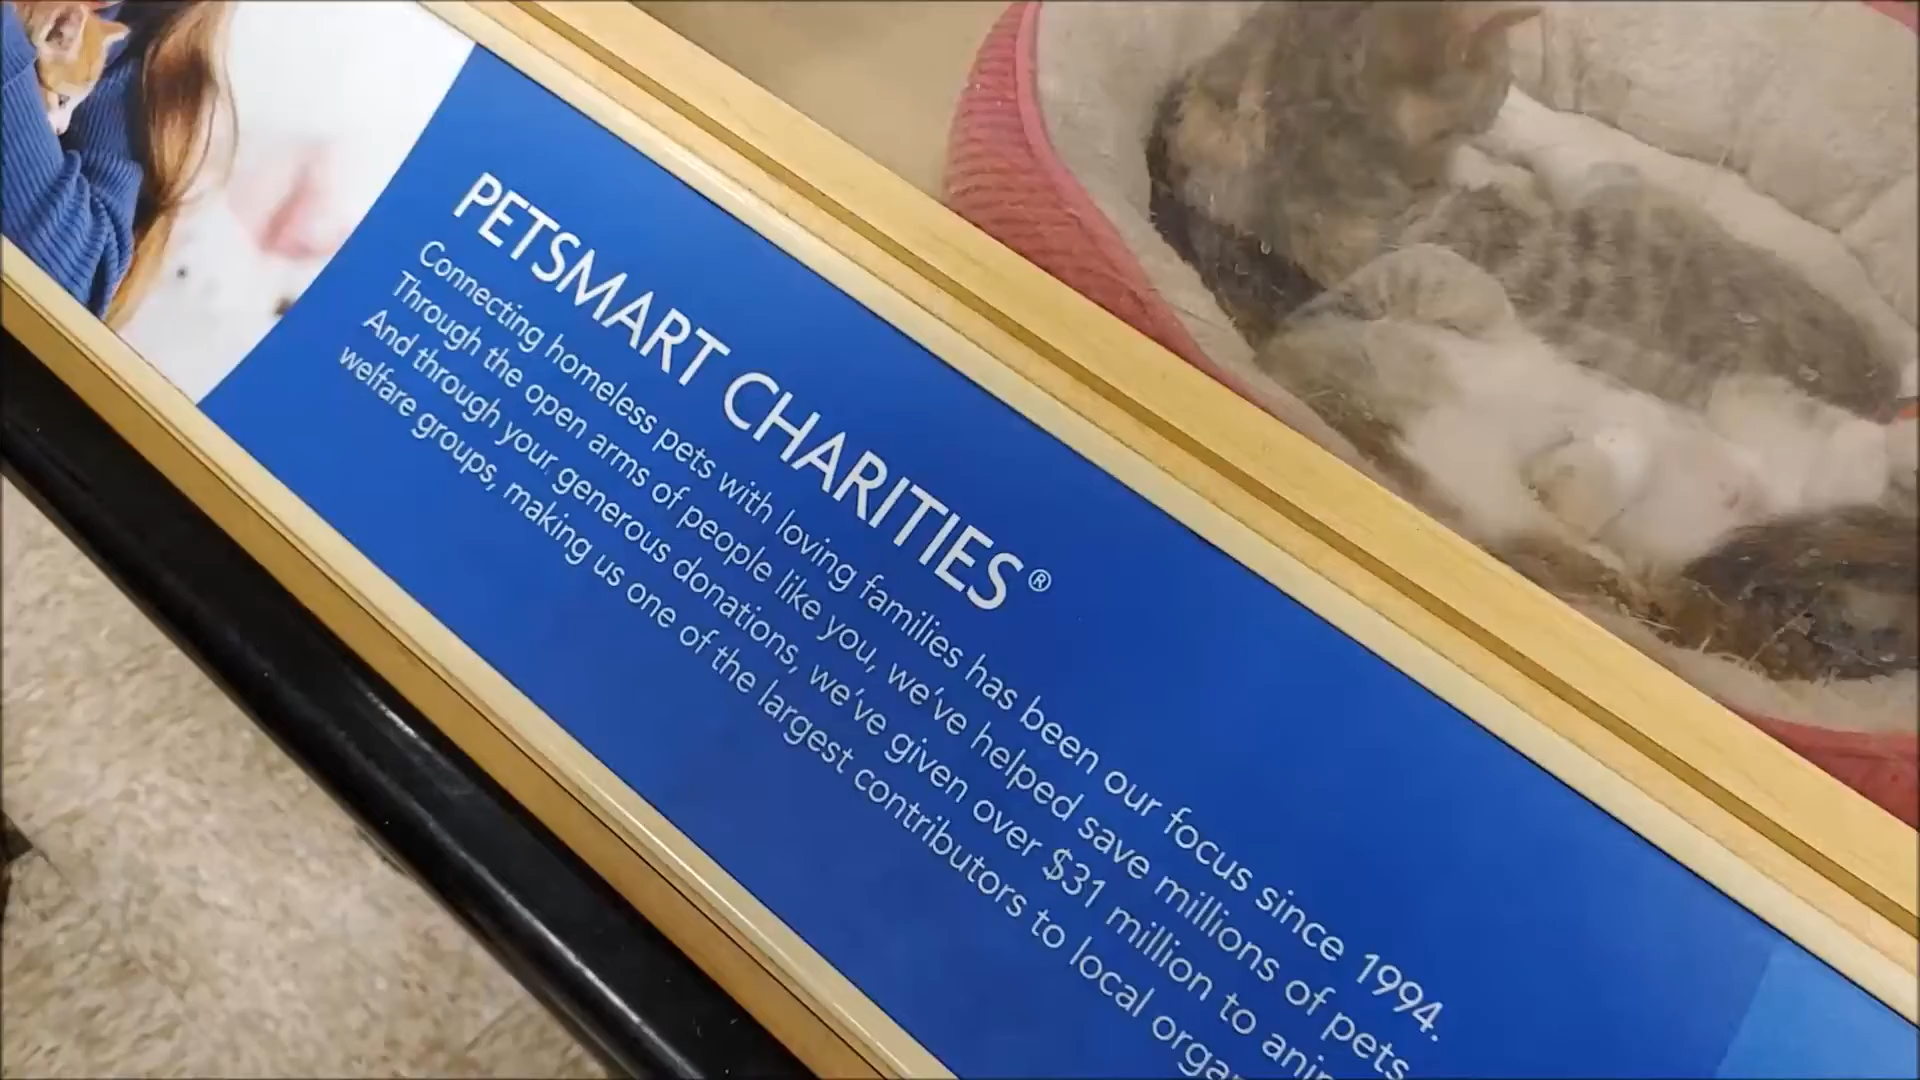 PETSMART CHARITIES®
Connecting homeless pets with loving families has been our focus since 1994.
Through the open arms of people like you, we've helped save millions of pets
And through your generous donations, we've given over $31 million to
welfare groups, making us one of the largest contributors to local